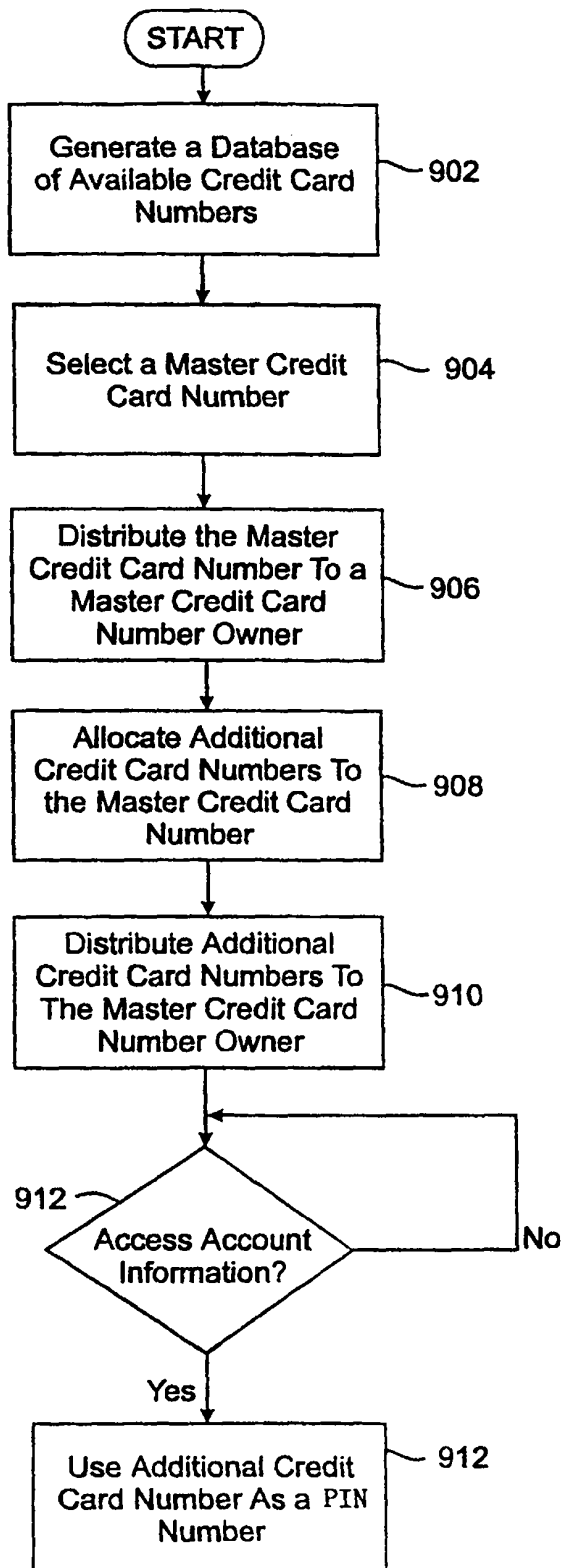 START
Generate a Database
of Available Credit Card
Numbers
902
Select a Master Credit
Card Number
904
Distribute the Master
Credit Card Number To a
Master Credit Card
Number Owner
906
Allocate Additional
Credit Card Numbers To
the Master Credit Card
Number
908
Distribute Additional
Credit Card Numbers To
The Master Credit Card
Number Owner
910
912
Access Account
Information?
No
Yes
Use Additional Credit
Card Number As a PIN
Number
912